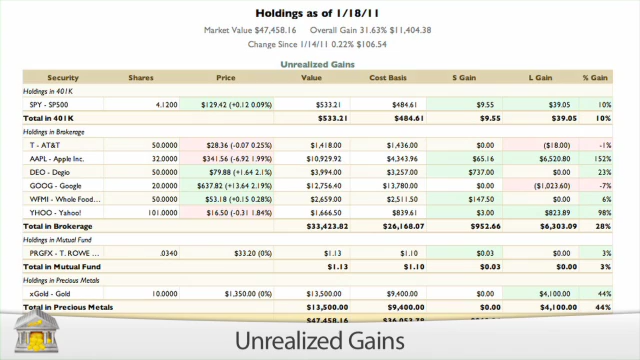 Holdings as of 1/18/11
Market Value $47,458.16 Overall Gain 31.63% $11,404.38
Change Since 1/14/11 0.22% $106.54
Unrealized Gains
Security Shares Price Value Cost Basis S Gain L Gain % Gain
Holdings in 401K
SPY - SP500 4.1200 $129.42 (+0.12 0.09%) $533.21 $484.61 $9.55 $39.05 10%
Total in 401K $533.21 $484.61 $9.55 $39.05 10%
Holdings in Brokerage
T - AT&T 50.0000 $28.36 (-0.07 0.25%) $1,418.00 $1,436.00 $0.00 ($18.00) -1%
AAPL - Apple Inc. 32.0000 $341.56 (-6.92 1.99%) $10,929.92 $4,343.96 $65.16 $6,520.80 152%
DEO - Degio 50.0000 $79.88 (+1.64 2.1%) $3,994.00 $3,257.00 $737.00 $0.00 23%
GOOG - Google 20.0000 $637.82 (+13.64 2.19%) $12,756.40 $13,780.00 $0.00 ($1,023.60) -7%
WFMI - Whole Food... 50.0000 $53.18 (+0.15 0.28%) $2,659.00 $2,511.50 $147.50 $0.00 6%
YHOO - Yahoo! 101.0000 $16.50 (-0.31 1.84%) $1,666.50 $839.61 $3.00 $823.89 98%
Total in Brokerage $33,423.82 $26,168.07 $952.66 $6,303.09 28%
Holdings in Mutual Fund
PRGFX - T. ROWE ... .0340 $33.20 (0%) $1.13 $1.10 $0.03 $0.00 3%
Total in Mutual Fund $1.13 $1.10 $0.03 $0.00 3%
Holdings in Precious Metals
xGold - Gold 10.0000 $1,350.00 (0%) $13,500.00 $9,400.00 $0.00 $4,100.00 44%
Total in Precious Metals $13,500.00 $9,400.00 $0.00 $4,100.00 44%
$47,458.16 $36,053.78
Unrealized Gains